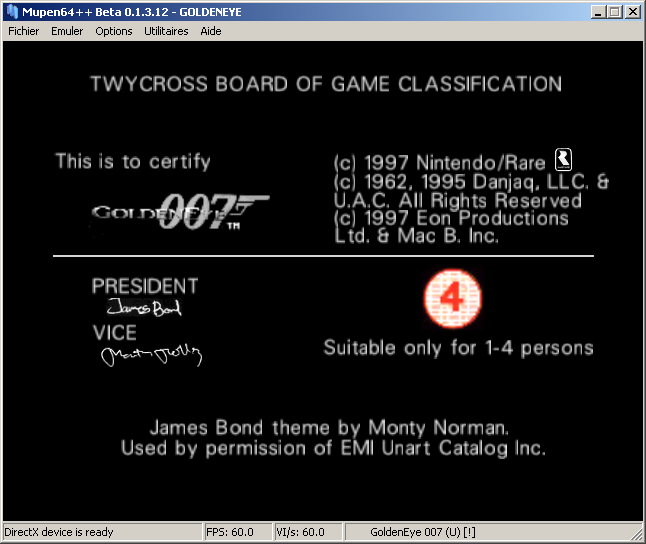 Mupen64++ Beta 0.1.3.12 - GOLDENEYE
Fichier Emuler Options Utilitaires Aide
TWYCROSS BOARD OF GAME CLASSIFICATION
This is to certify
GOLDENEYE 007 TM
(c) 1997 Nintendo/Rare
(c) 1962, 1995 Danjaq, LLC. &
U.A.C. All Rights Reserved
(c) 1997 Eon Productions
Ltd. & Mac B. Inc.
PRESIDENT
James Bond
VICE
4
Suitable only for 1-4 persons
James Bond theme by Monty Norman.
Used by permission of EMI Unart Catalog Inc.
DirectX device is ready FPS: 60.0 VI/s: 60.0 GoldenEye 007 (U) [!]